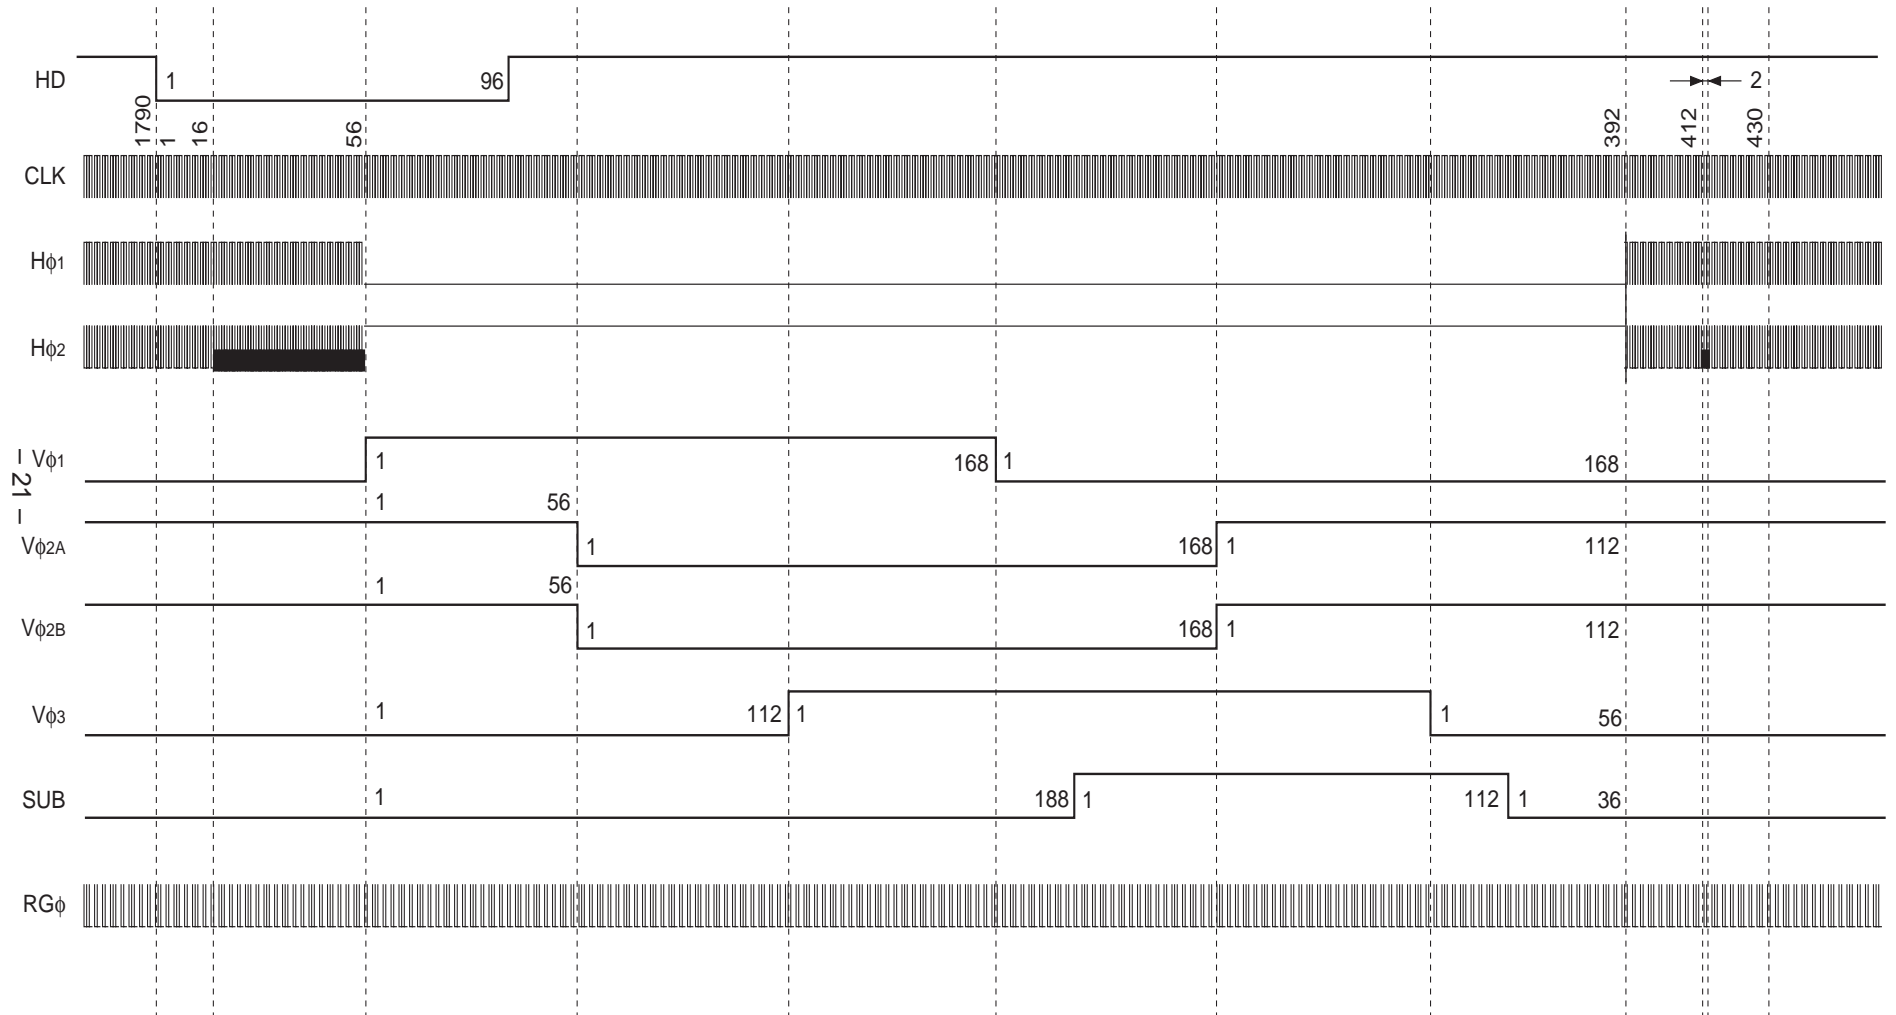 HD 1 96 2
1790 1 16 56 392 412 430
CLK
Hφ1
Hφ2
Vφ1 1 168 1 168
1 56
Vφ2A 1 168 1 112
1 56
Vφ2B 1 168 1 112
Vφ3 1 112 1 1 56
SUB 1 188 1 112 1 36
RGφ
– 21 –